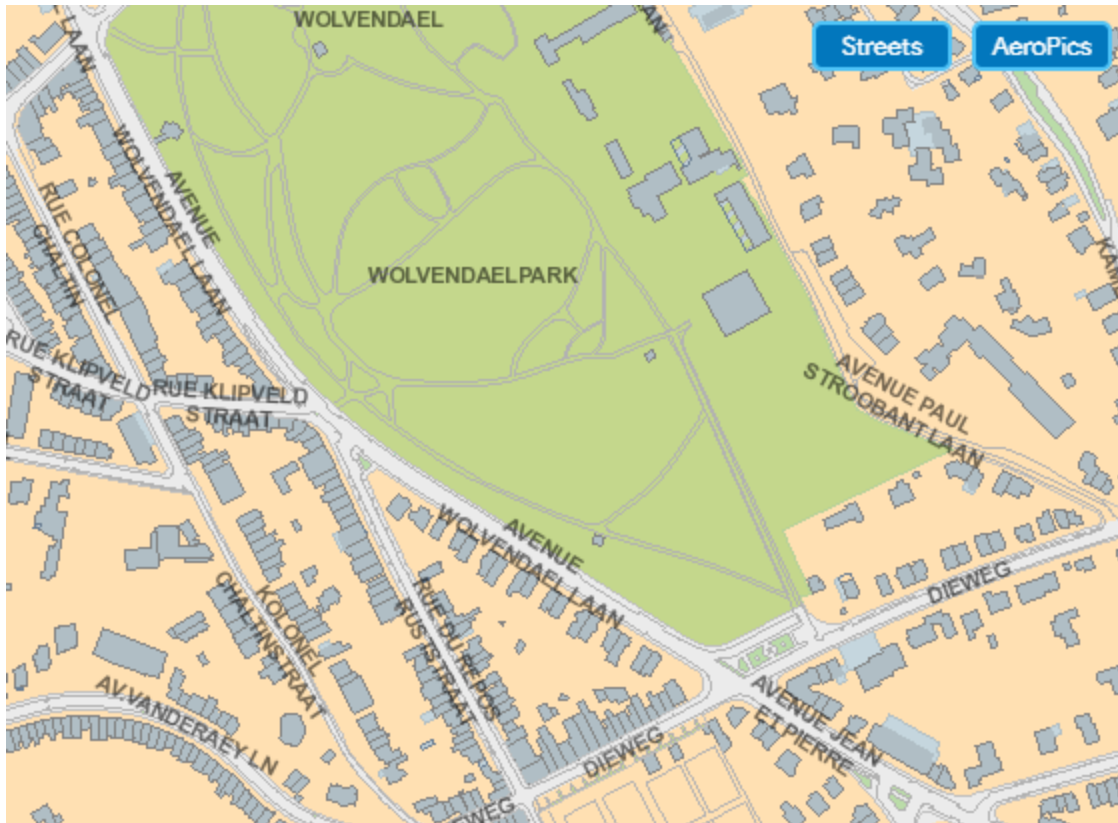 WOLVENDAEL
LAAN
AN
Streets
AeroPics
AVENUE
WOLVENDAEL LAAN
RUE COLONEL
CHALTIN
WOLVENDAELPARK
RUE KLIPVELD
STRAAT
RUE KLIPVELD
STRAAT
AVENUE PAUL
STROOBANT LAAN
AVENUE
WOLVENDAEL LAAN
DIEWEG
KOLONEL
CHALTINSTRAAT
RUE DU REPOS
RUSTSTRAAT
AV.VANDERAEY LN
DIEWEG
AVENUE JEAN
ET PIERRE